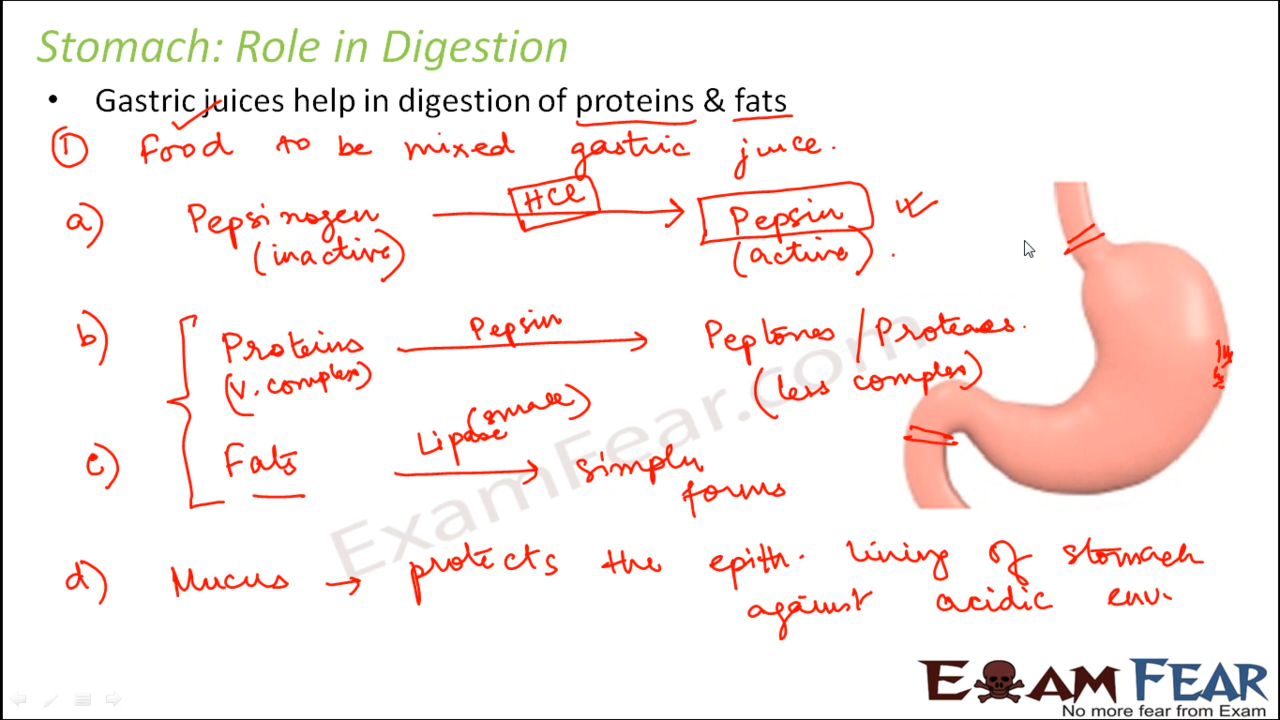 Stomach: Role in Digestion
• Gastric juices help in digestion of proteins & fats
① Food to be mixed gastric juice.
a) Pepsinogen HCl Pepsin
(inactive) (active).
b) Proteins Pepsin Peptones / Proteoses.
(v. complex) (less complex)
c) Fats Lipase (small) simpler
forms
d) Mucus → protects the epith. lining of stomach
against acidic env.
ExamFear.com
EXAM FEAR
No more fear from Exam